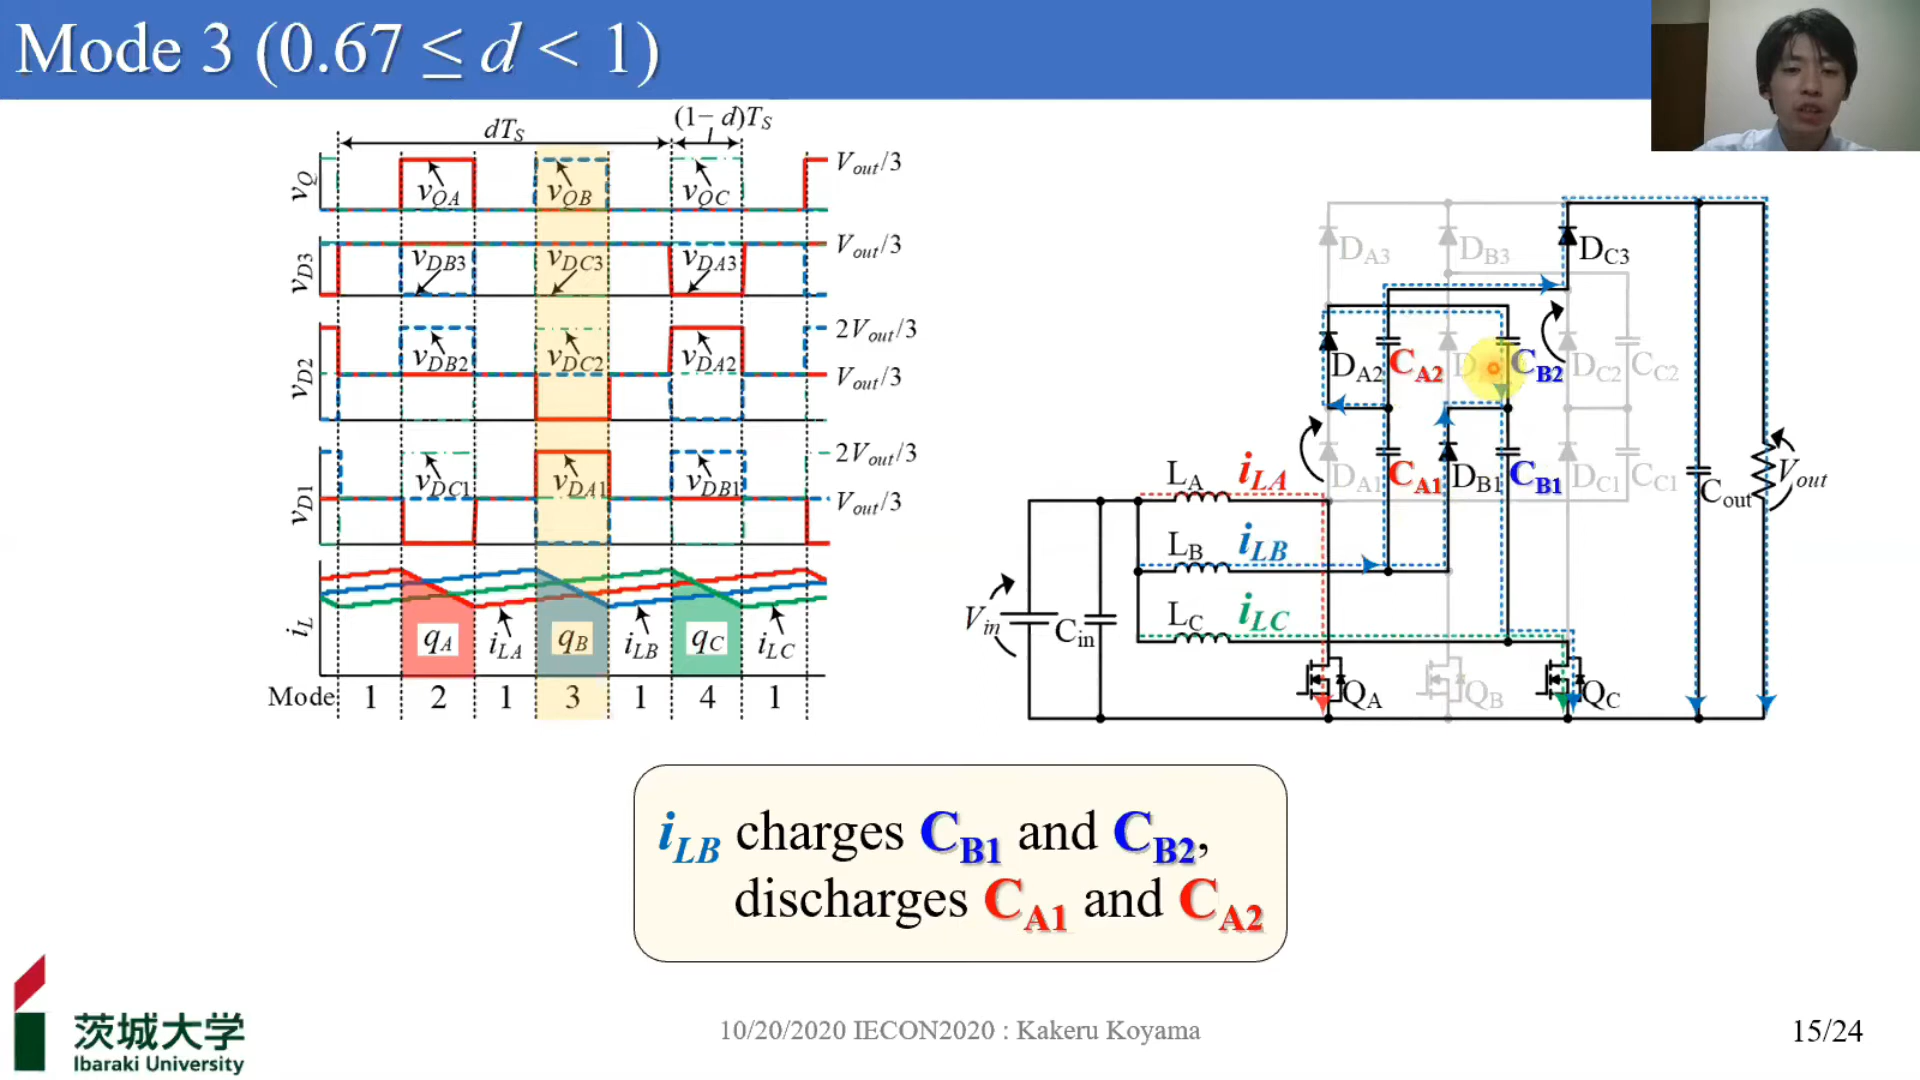 Mode 3 (0.67 ≤ d < 1)
dTS
(1− d)TS
vQ
vQA
vQB
vQC
Vout/3
vD3
vDB3
vDC3
vDA3
Vout/3
vD2
vDB2
vDC2
vDA2
2Vout/3
Vout/3
vD1
vDC1
vDA1
vDB1
2Vout/3
Vout/3
iL
qA
iLA
qB
iLB
qC
iLC
Mode 1 2 1 3 1 4 1
DA3
DB3
DC3
DA2
CA2
CB2
DC2
CC2
DA1
CA1
DB1
CB1
DC1
CC1
Cout
Vout
LA
iLA
LB
iLB
LC
iLC
Vin
Cin
QA
QB
QC
iLB charges CB1 and CB2,
discharges CA1 and CA2
茨城大学
Ibaraki University
10/20/2020 IECON2020 : Kakeru Koyama
15/24